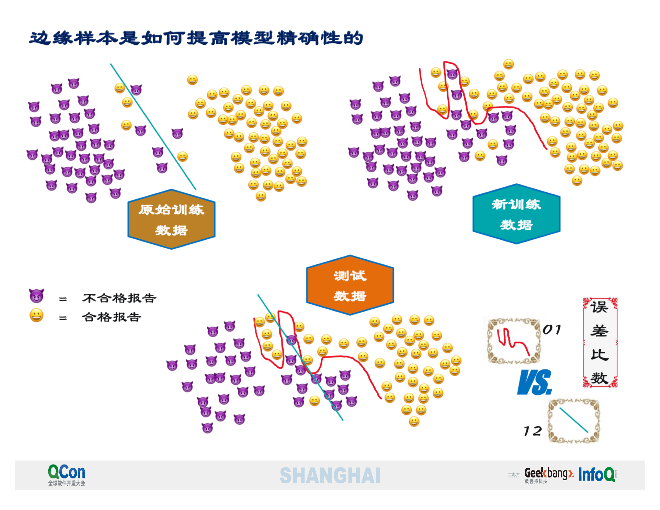 边缘样本是如何提高模型精确性的
原始训练
数据
新训练
数据
测试
数据
= 不合格报告
= 合格报告
误
差
比
数
01
VS.
12
QCon
全球软件开发大会
SHANGHAI
Geekbang>.
InfoQ